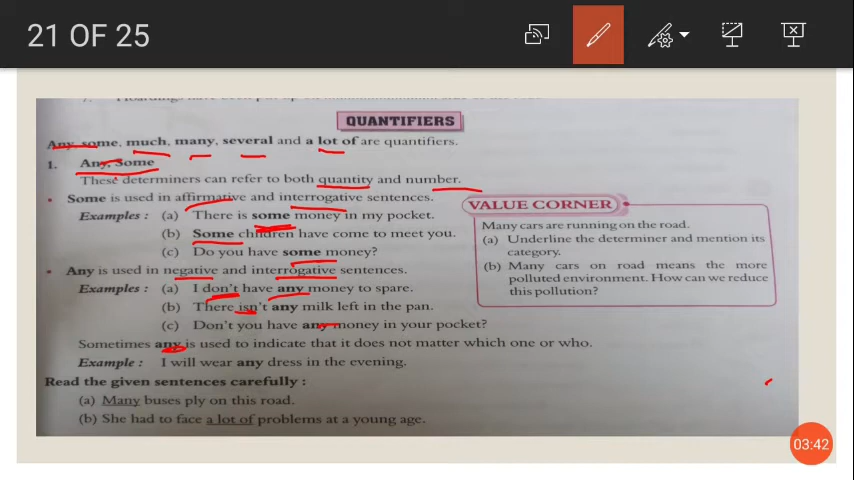 21 OF 25
QUANTIFIERS
Any, some, much, many, several and a lot of are quantifiers.
1. Any, Some
These determiners can refer to both quantity and number.
• Some is used in affirmative and interrogative sentences.
Examples : (a) There is some money in my pocket.
(b) Some children have come to meet you.
(c) Do you have some money?
• Any is used in negative and interrogative sentences.
Examples : (a) I don't have any money to spare.
(b) There isn't any milk left in the pan.
(c) Don't you have any money in your pocket?
Sometimes any is used to indicate that it does not matter which one or who.
Example : I will wear any dress in the evening.
Read the given sentences carefully :
(a) Many buses ply on this road.
(b) She had to face a lot of problems at a young age.
VALUE CORNER
Many cars are running on the road.
(a) Underline the determiner and mention its
category.
(b) Many cars on road means the more
polluted environment. How can we reduce
this pollution?
03:42